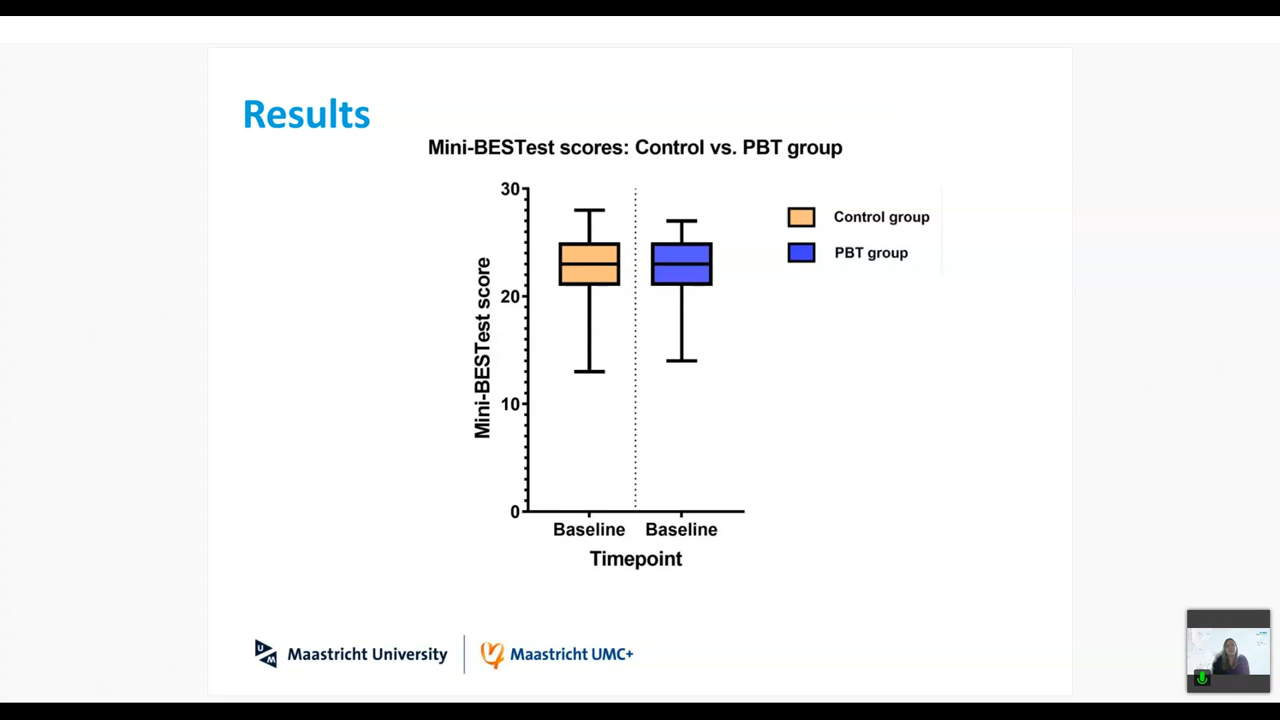 Results
Mini-BESTest scores: Control vs. PBT group
Mini-BESTest score
30
20
10
0
Control group
PBT group
Baseline Baseline
Timepoint
UM Maastricht University
Maastricht UMC+